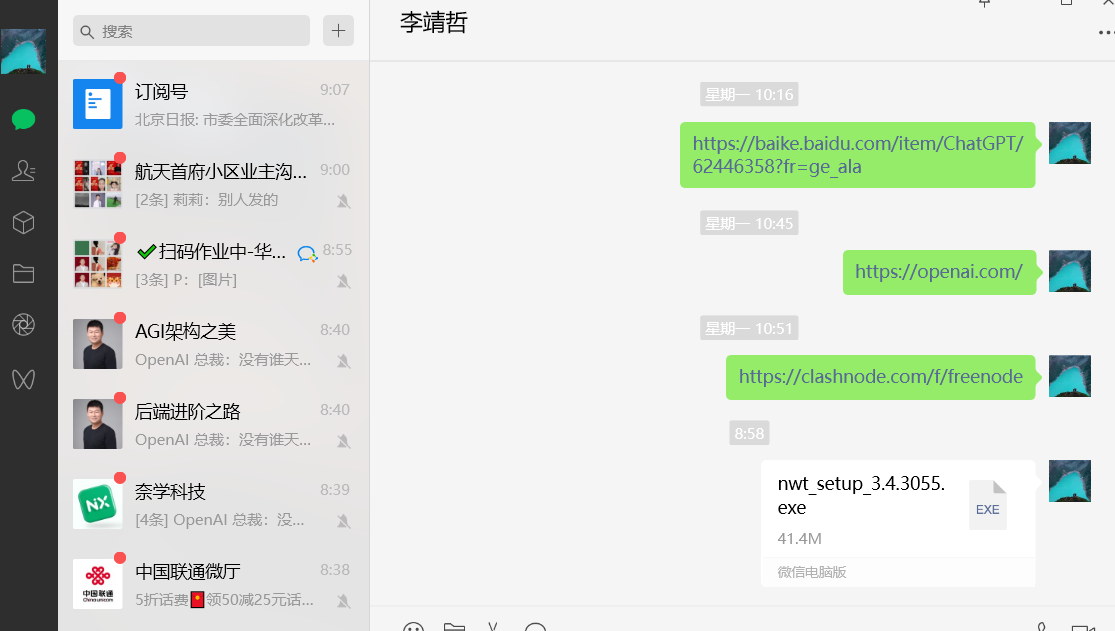 搜索
订阅号 9:07
北京日报: 市委全面深化改革...
航天首府小区业主沟... 9:00
[2条] 莉莉：别人发的
扫码作业中-华... 8:55
[3条] P：[图片]
AGI架构之美 8:40
OpenAI 总裁：没有谁天...
后端进阶之路 8:40
OpenAI 总裁：没有谁天...
奈学科技 8:39
[4条] OpenAI 总裁：没...
中国联通
China unicom
中国联通微厅 8:38
5折话费🧧领50减25元话...
李靖哲
星期一 10:16
https://baike.baidu.com/item/ChatGPT/
62446358?fr=ge_ala
星期一 10:45
https://openai.com/
星期一 10:51
https://clashnode.com/f/freenode
8:58
nwt_setup_3.4.3055.
exe
EXE
41.4M
微信电脑版